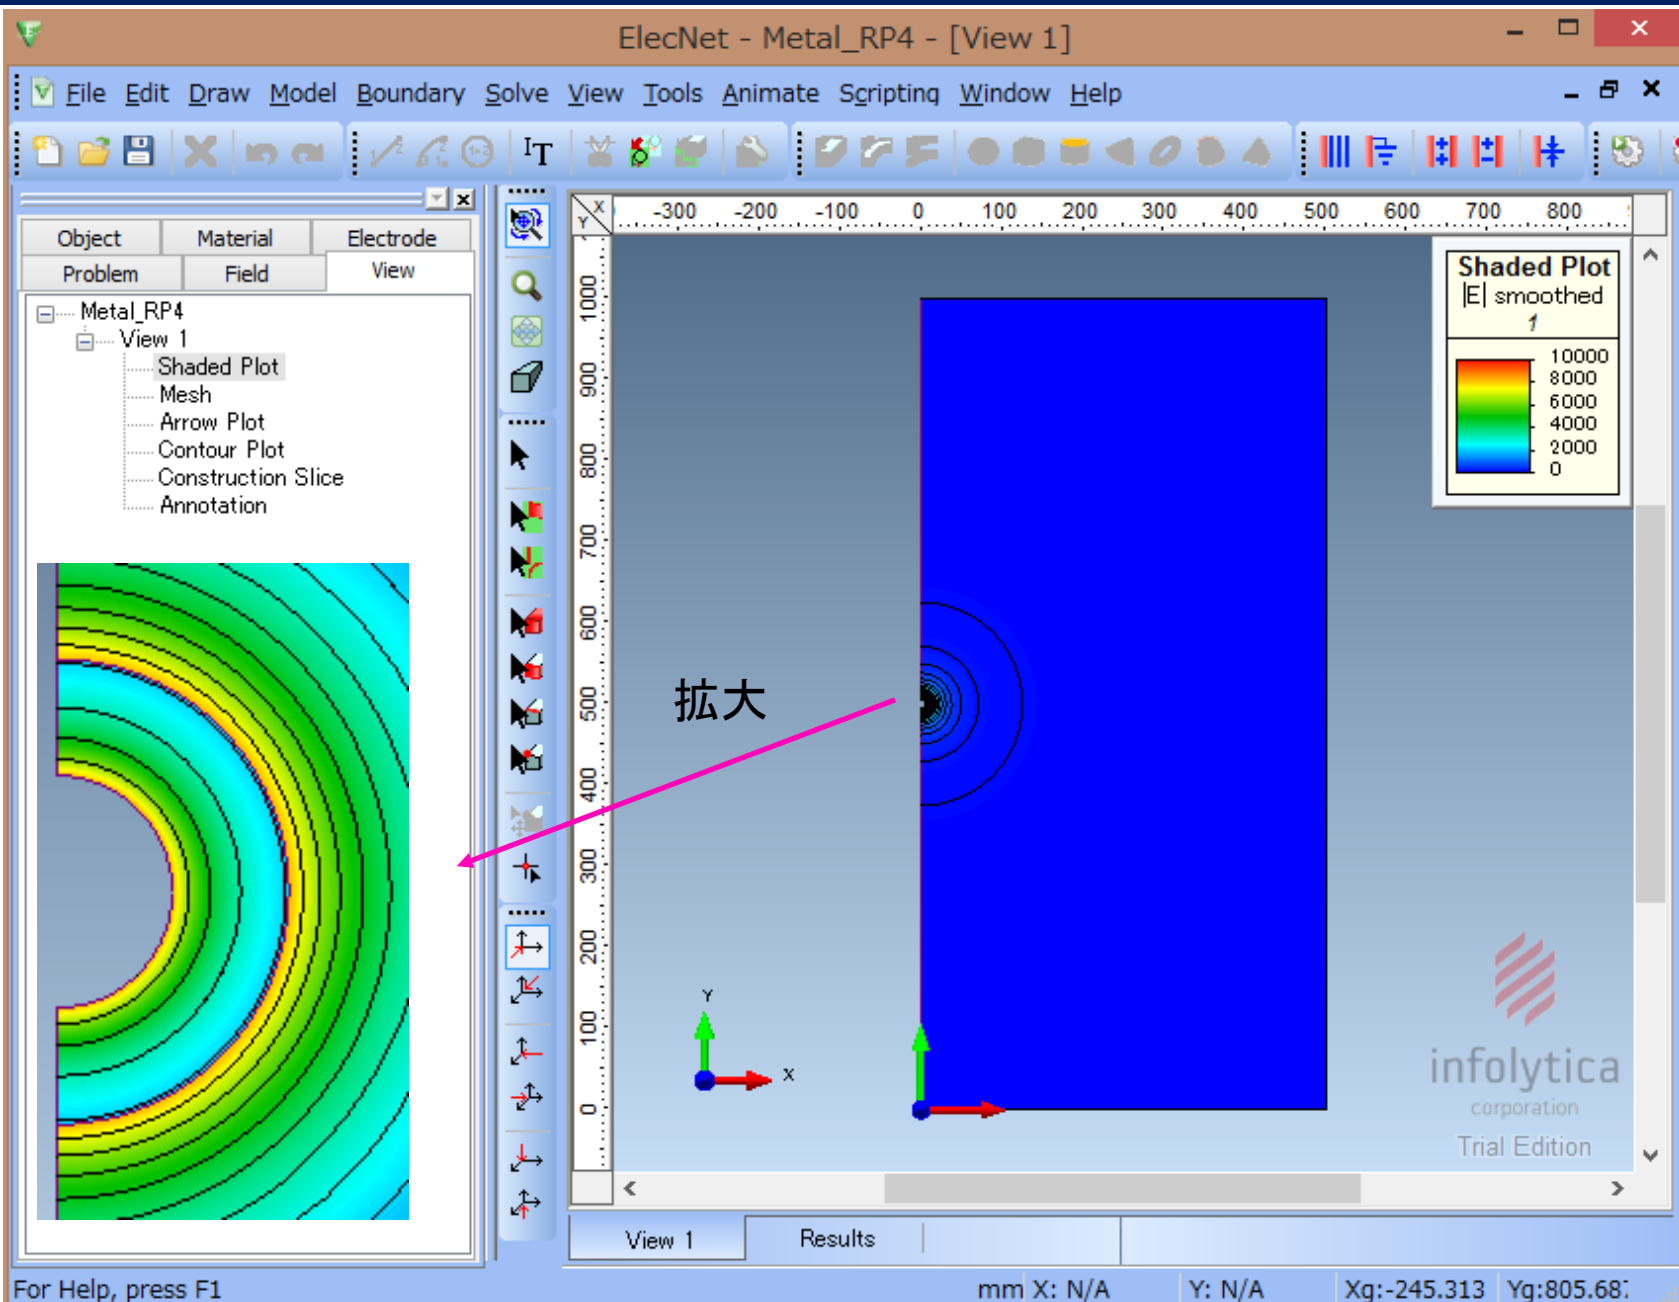 ElecNet - Metal_RP4 - [View 1]
File Edit Draw Model Boundary Solve View Tools Animate Scripting Window Help
Object Material Electrode
Problem Field View
Metal_RP4
View 1
Shaded Plot
Mesh
Arrow Plot
Contour Plot
Construction Slice
Annotation
X
Y
-300 -200 -100 0 100 200 300 400 500 600 700 800
1000
900
800
700
600
500
400
300
200
100
0
Shaded Plot
|E| smoothed
1
10000
8000
6000
4000
2000
0
拡大
Y
X
infolytica
corporation
Trial Edition
View 1 Results
For Help, press F1 mm X: N/A Y: N/A Xg:-245.313 Yg:805.68